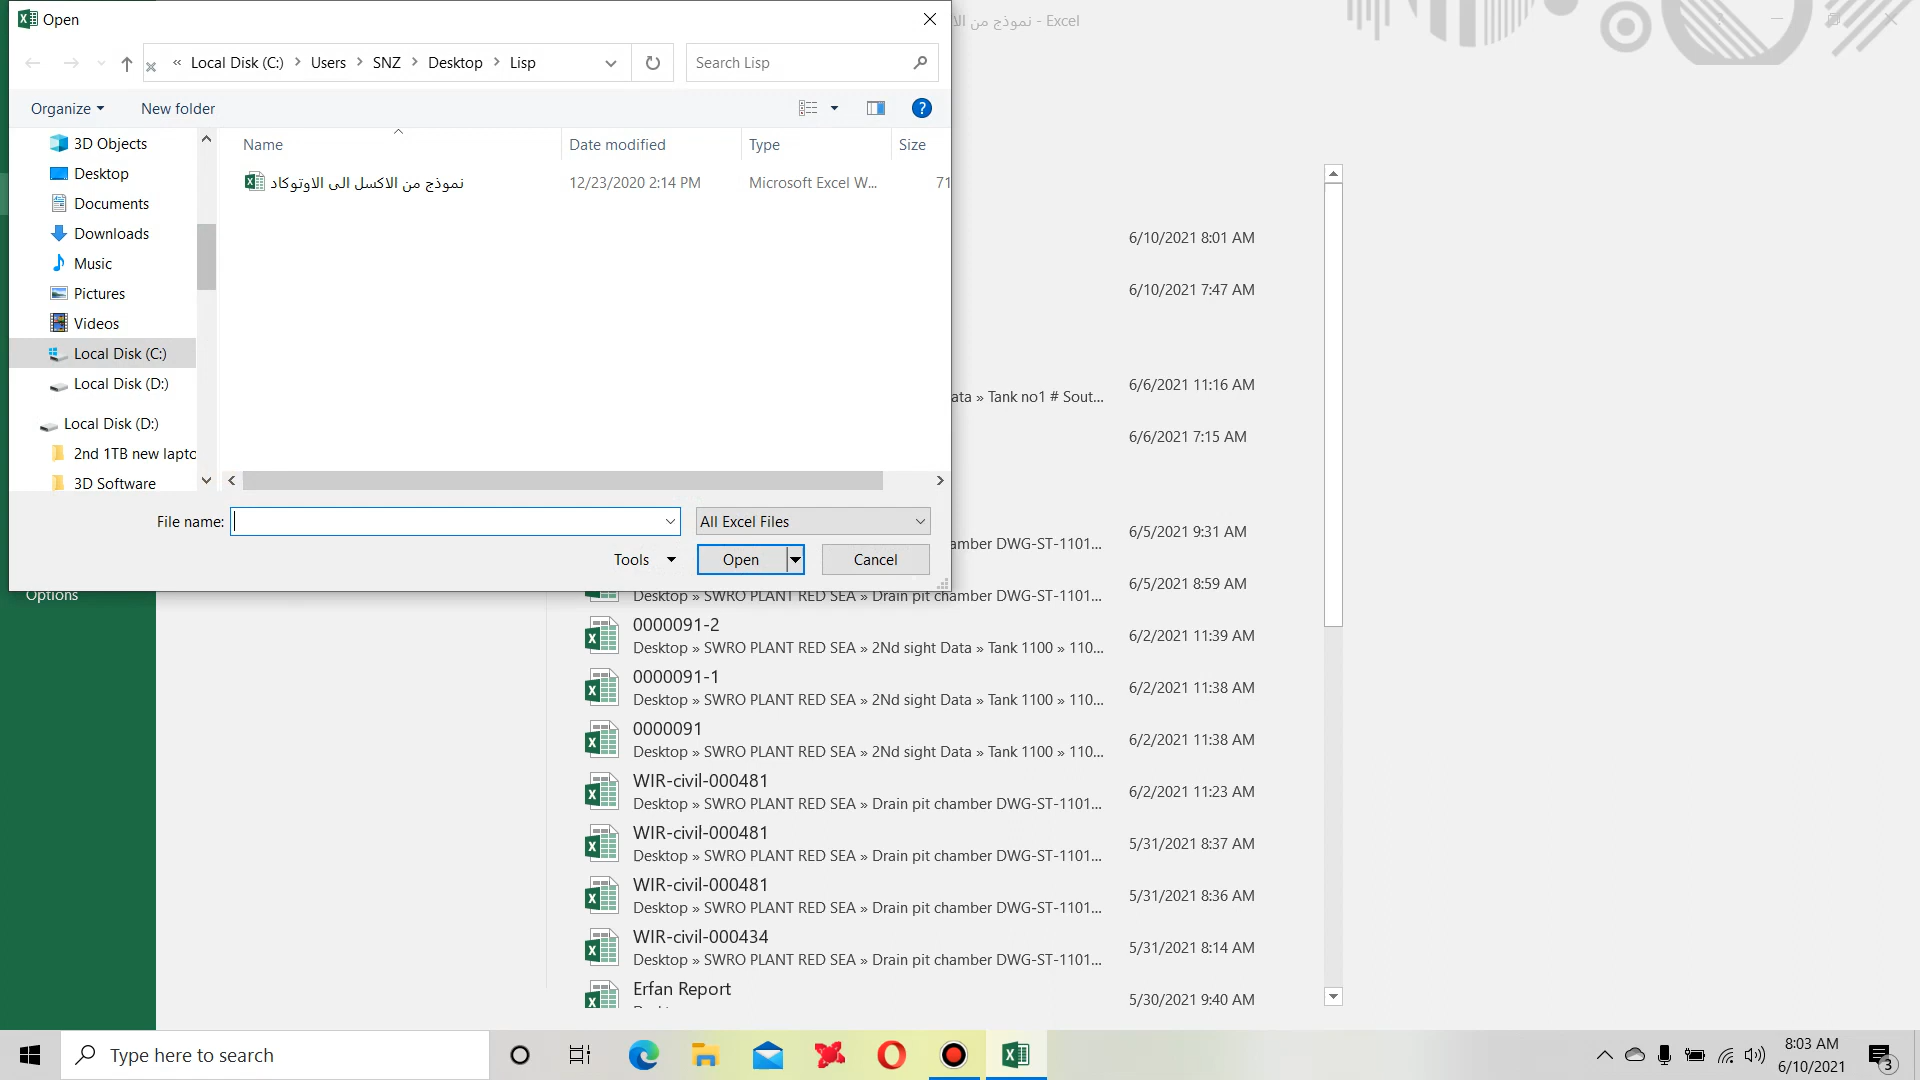 Open
نموذج من الا - Excel
« Local Disk (C:) > Users > SNZ > Desktop > Lisp
Search Lisp
Organize
New folder
Name
Date modified
Type
Size
نموذج من الاكسل الى الاوتوكاد
12/23/2020 2:14 PM
Microsoft Excel W...
71
3D Objects
Desktop
Documents
Downloads
Music
Pictures
Videos
Local Disk (C:)
Local Disk (D:)
Local Disk (D:)
2nd 1TB new lapto
3D Software
File name:
All Excel Files
Tools
Open
Cancel
Options
6/10/2021 8:01 AM
6/10/2021 7:47 AM
6/6/2021 11:16 AM
ata » Tank no1 # Sout...
6/6/2021 7:15 AM
6/5/2021 9:31 AM
amber DWG-ST-1101...
6/5/2021 8:59 AM
Desktop » SWRO PLANT RED SEA » Drain pit chamber DWG-ST-1101...
0000091-2
Desktop » SWRO PLANT RED SEA » 2Nd sight Data » Tank 1100 » 110...
6/2/2021 11:39 AM
0000091-1
Desktop » SWRO PLANT RED SEA » 2Nd sight Data » Tank 1100 » 110...
6/2/2021 11:38 AM
0000091
Desktop » SWRO PLANT RED SEA » 2Nd sight Data » Tank 1100 » 110...
6/2/2021 11:38 AM
WIR-civil-000481
Desktop » SWRO PLANT RED SEA » Drain pit chamber DWG-ST-1101...
6/2/2021 11:23 AM
WIR-civil-000481
Desktop » SWRO PLANT RED SEA » Drain pit chamber DWG-ST-1101...
5/31/2021 8:37 AM
WIR-civil-000481
Desktop » SWRO PLANT RED SEA » Drain pit chamber DWG-ST-1101...
5/31/2021 8:36 AM
WIR-civil-000434
Desktop » SWRO PLANT RED SEA » Drain pit chamber DWG-ST-1101...
5/31/2021 8:14 AM
Erfan Report
5/30/2021 9:40 AM
Type here to search
8:03 AM
6/10/2021
3